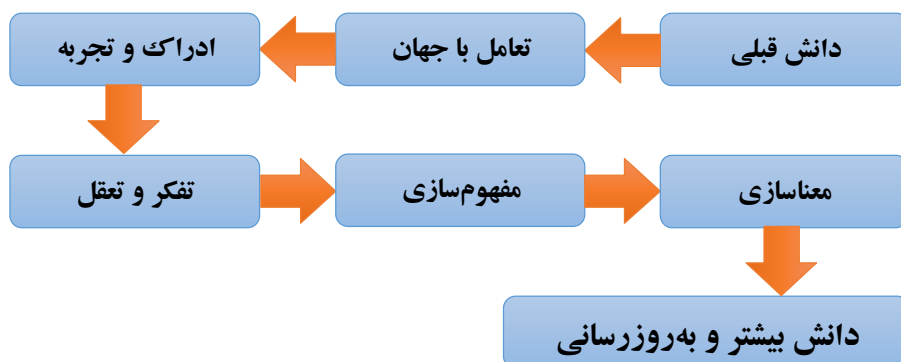 دانش قبلی
تعامل با جهان
ادراک و تجربه
تفکر و تعقل
مفهوم‌سازی
معناسازی
دانش بیشتر و به‌روزرسانی